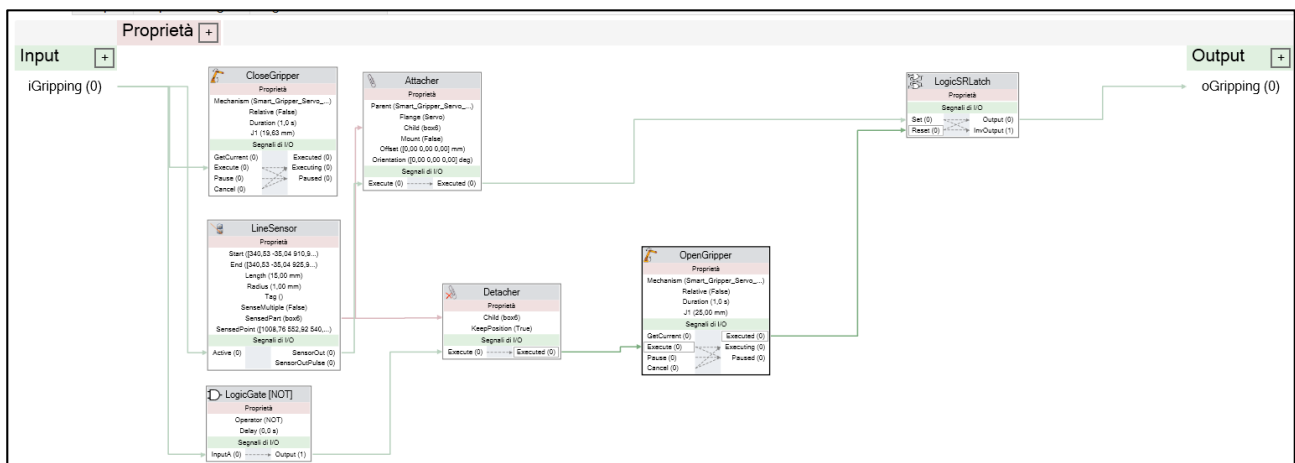 Proprietà +
Input +
Output +
iGripping (0)
oGripping (0)
CloseGripper
Proprietà
Mechanism (Smart_Gripper_Servo_...)
Relative (False)
Duration (1,0 s)
J1 (19,63 mm)
Segnali di I/O
GetCurrent (0) Executed (0)
Execute (0) Executing (0)
Pause (0) Paused (0)
Cancel (0)
Attacher
Proprietà
Parent (Smart_Gripper_Servo_...)
Flange (Servo)
Child (box6)
Mount (False)
Offset ([0,00 0,00 0,00] mm)
Orientation ([0,00 0,00 0,00] deg)
Segnali di I/O
Execute (0) Executed (0)
LogicSRLatch
Proprietà
Segnali di I/O
Set (0) Output (0)
Reset (0) InvOutput (1)
LineSensor
Proprietà
Start ([340,53 -35,04 910,9...)
End ([340,53 -35,04 925,9...)
Length (15,00 mm)
Radius (1,00 mm)
Tag ()
SenseMultiple (False)
SensedPart (box6)
SensedPoint ([1008,76 552,92 540,...)
Segnali di I/O
Active (0) SensorOut (0)
SensorOutPulse (0)
Detacher
Proprietà
Child (box6)
KeepPosition (True)
Segnali di I/O
Execute (0) Executed (0)
OpenGripper
Proprietà
Mechanism (Smart_Gripper_Servo_...)
Relative (False)
Duration (1,0 s)
J1 (25,00 mm)
Segnali di I/O
GetCurrent (0) Executed (0)
Execute (0) Executing (0)
Pause (0) Paused (0)
Cancel (0)
LogicGate [NOT]
Proprietà
Operator (NOT)
Delay (0,0 s)
Segnali di I/O
InputA (0) Output (1)